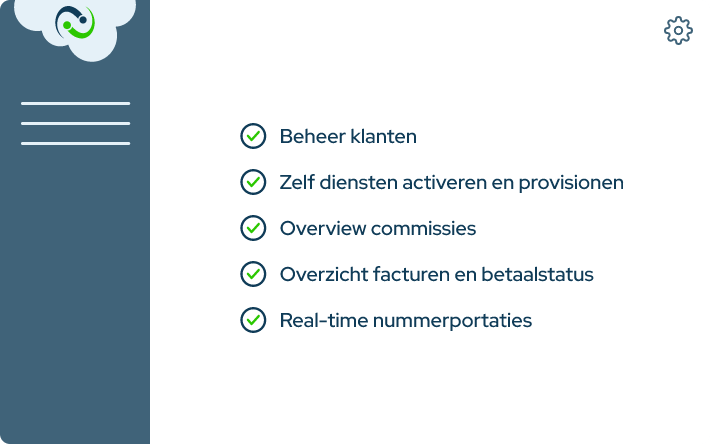 Beheer klanten
Zelf diensten activeren en provisionen
Overview commissies
Overzicht facturen en betaalstatus
Real-time nummerportaties